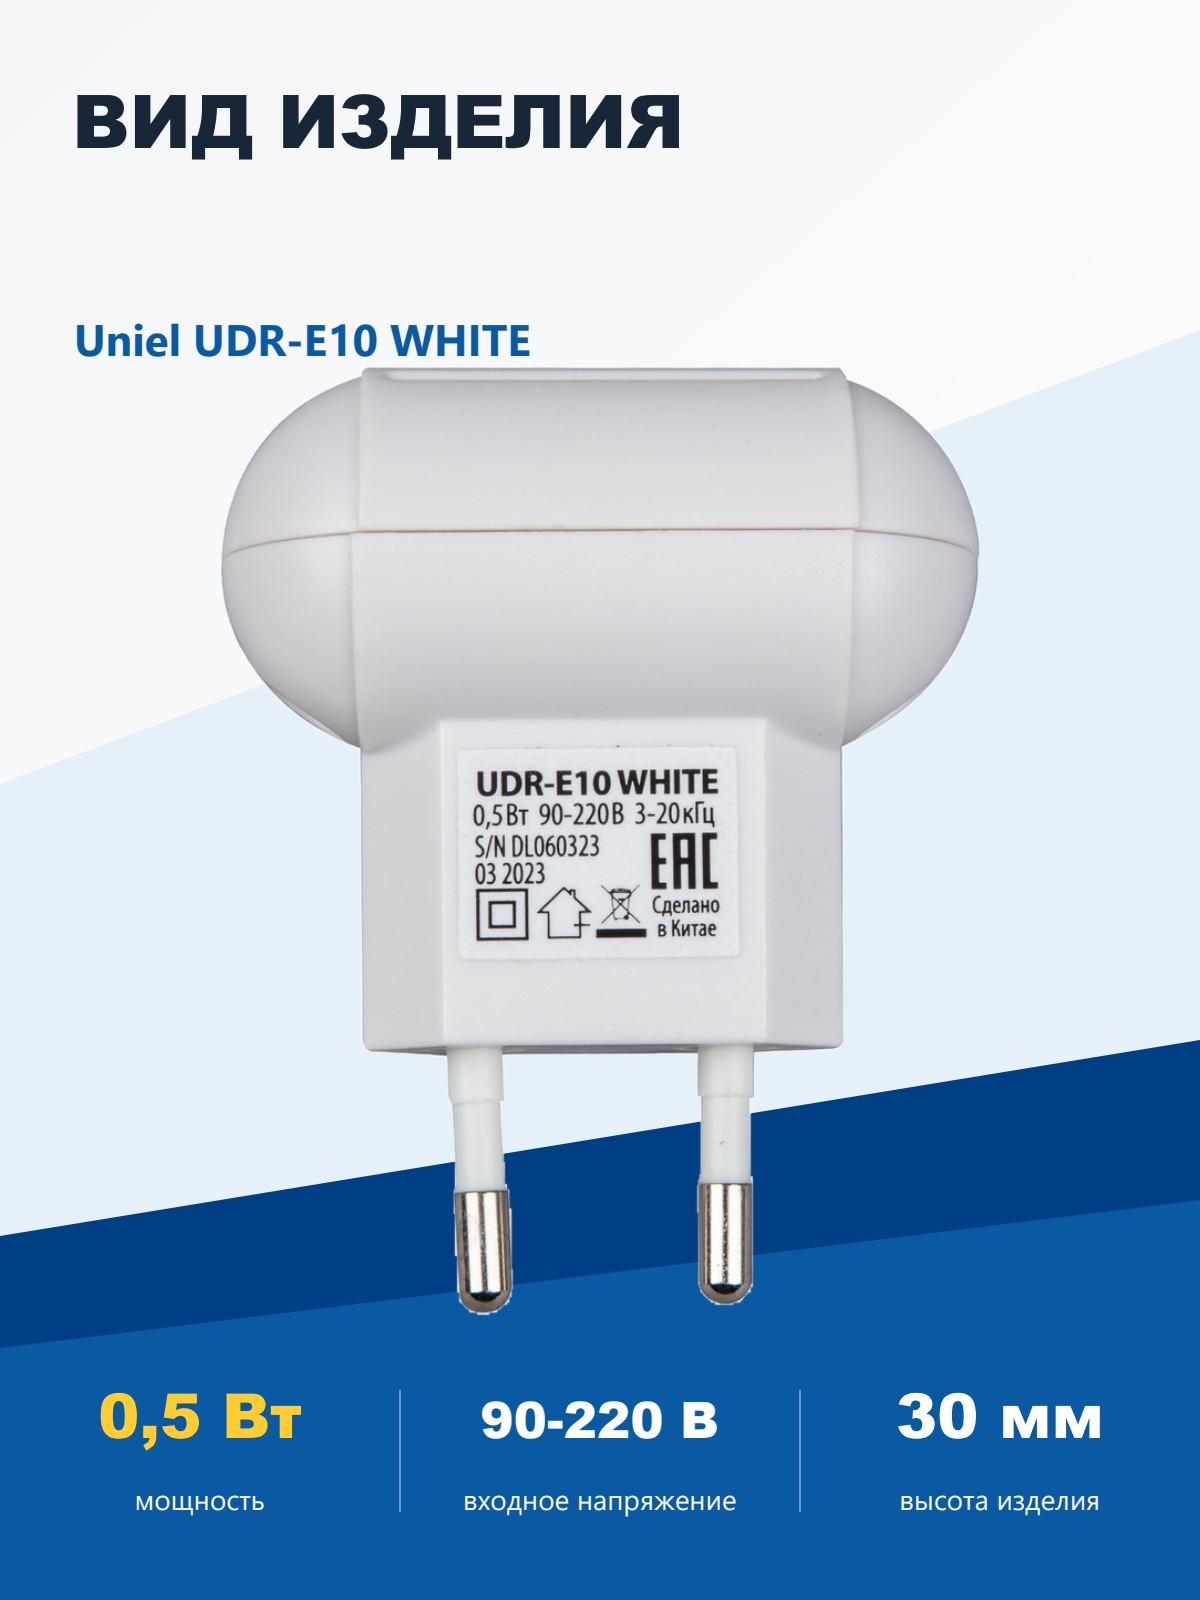 ВИД ИЗДЕЛИЯ
Uniel UDR-E10 WHITE
UDR-E10 WHITE
0,5Вт 90-220В 3-20кГц
S/N DL060323
03 2023
EAC
Сделано
в Китае
0,5 Вт
мощность
90-220 В
входное напряжение
30 мм
высота изделия